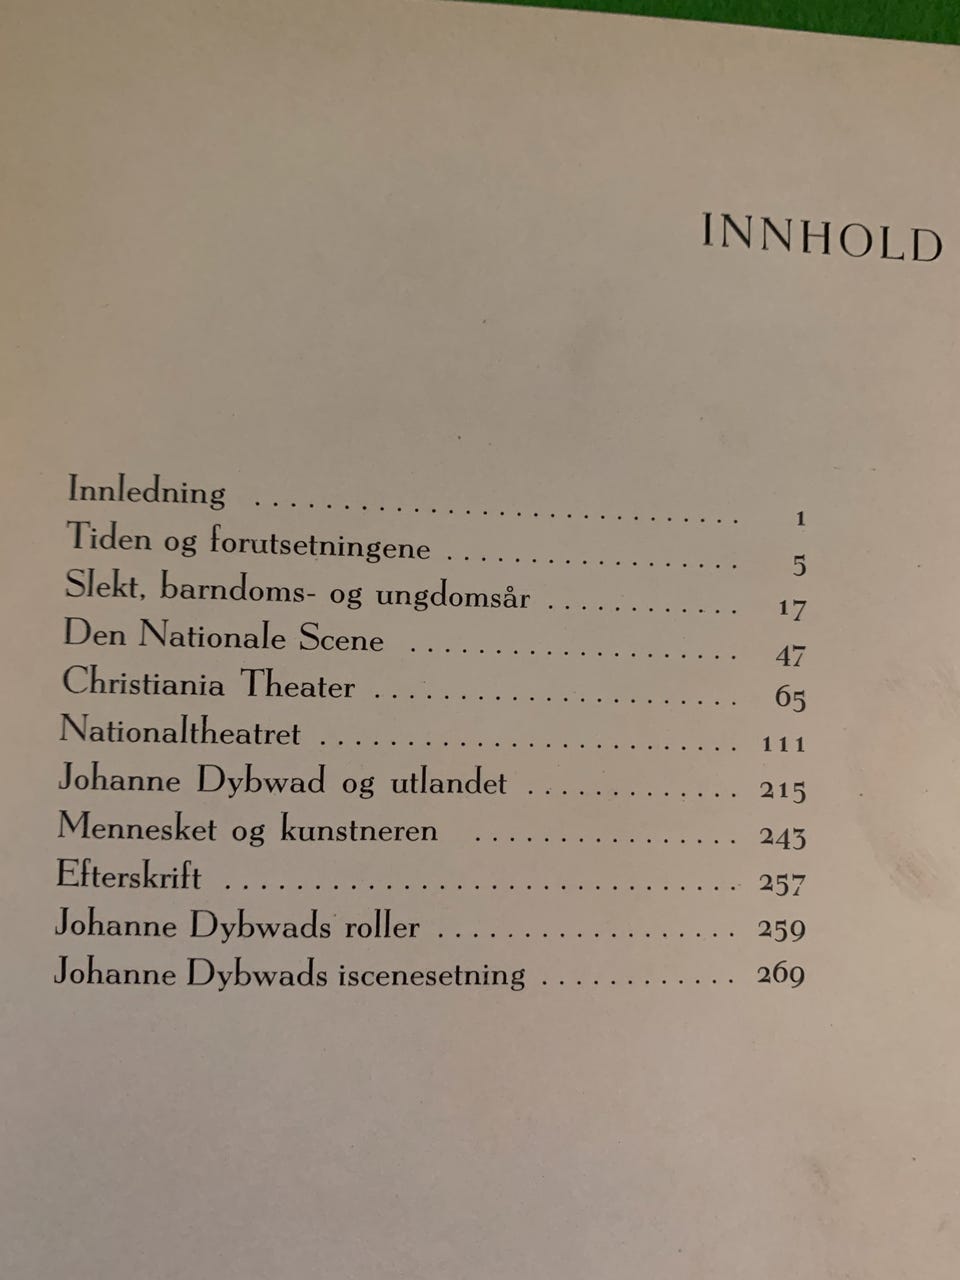 INNHOLD
Innledning . . . . . . . . . . . . . . . . . . . . . . . . . . . . 1
Tiden og forutsetningene . . . . . . . . . . . . . . . . . 5
Slekt, barndoms- og ungdomsår . . . . . . . . . . . . 17
Den Nationale Scene . . . . . . . . . . . . . . . . . . . . 47
Christiania Theater . . . . . . . . . . . . . . . . . . . . . 65
Nationaltheatret . . . . . . . . . . . . . . . . . . . . . . . . 111
Johanne Dybwad og utlandet . . . . . . . . . . . . . 215
Mennesket og kunstneren . . . . . . . . . . . . . . . . 243
Efterskrift . . . . . . . . . . . . . . . . . . . . . . . . . . . . . 257
Johanne Dybwads roller . . . . . . . . . . . . . . . . . . 259
Johanne Dybwads iscenesetning . . . . . . . . . . . . 269